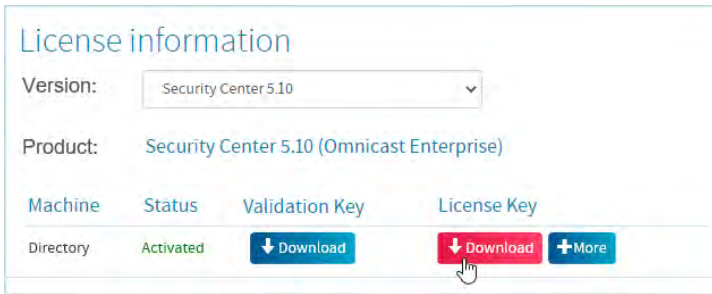 License information
Version: Security Center 5.10
Product: Security Center 5.10 (Omnicast Enterprise)
Machine Status Validation Key License Key
Directory Activated Download Download +More